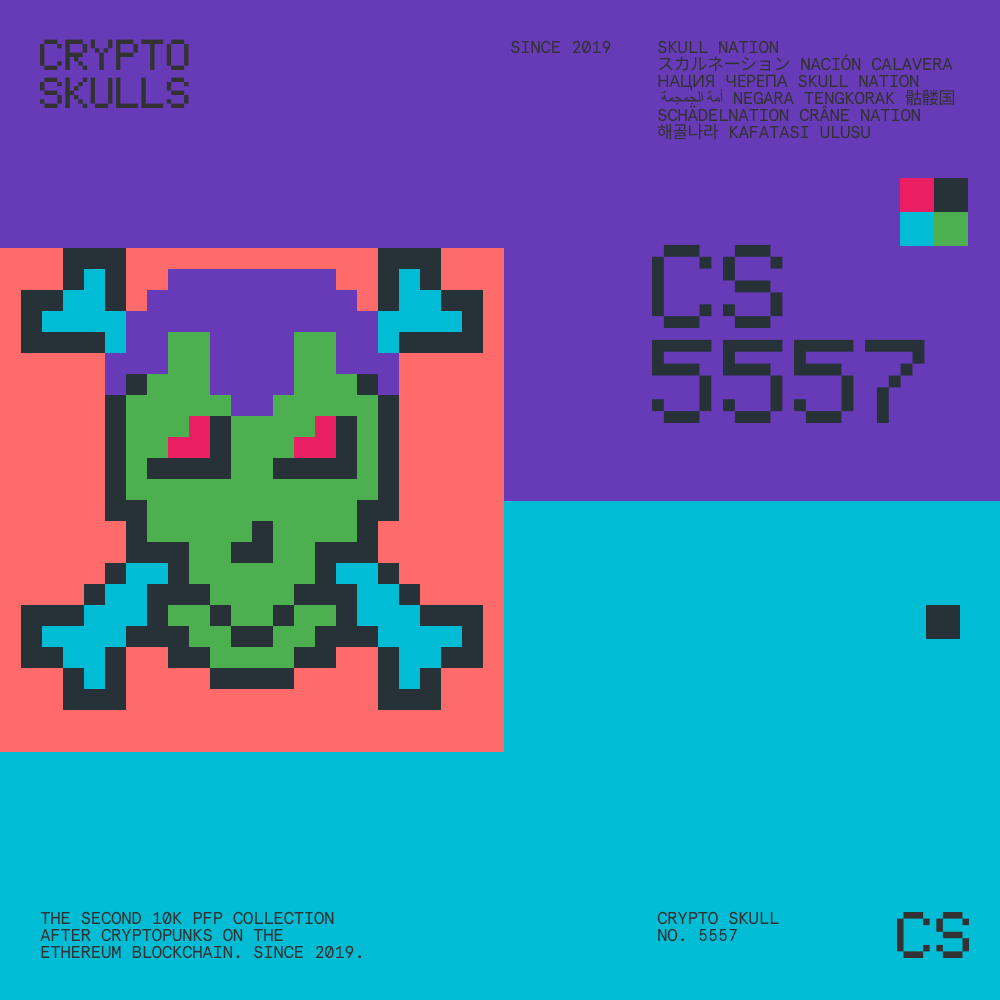 CRYPTO
SKULLS
SINCE 2019
SKULL NATION
スカルネーション NACIÓN CALAVERA
НАЦИЯ ЧЕРЕПА SKULL NATION
أمة الجمجمة NEGARA TENGKORAK 骷髅国
SCHÄDELNATION CRÂNE NATION
해골나라 KAFATASI ULUSU
CS
5557
THE SECOND 10K PFP COLLECTION
AFTER CRYPTOPUNKS ON THE
ETHEREUM BLOCKCHAIN. SINCE 2019.
CRYPTO SKULL
NO. 5557
CS